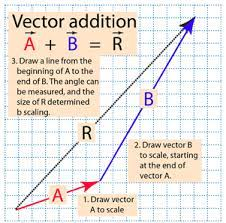 Vector addition
A + B = R
3. Draw a line from the
beginning of A to the
end of B. The angle can
be measured, and the
size of R determined
b scaling.
B
R
2. Draw vector B
to scale, starting
at the end of
vector A.
A
1. Draw vector
A to scale